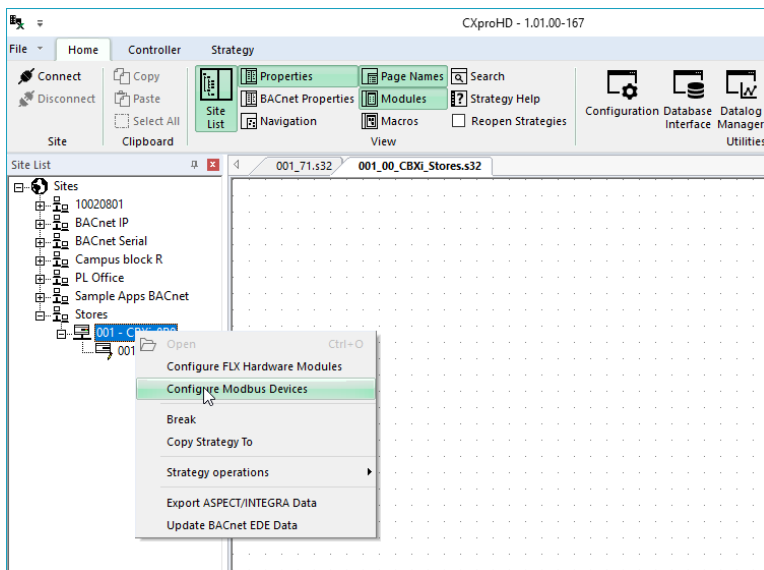 CXproHD - 1.01.00-167
File Home Controller Strategy
Connect Copy Properties Page Names Search
Disconnect Paste BACnet Properties Modules Strategy Help
Select All Site List Navigation Macros Reopen Strategies
Configuration Database Interface Datalog Manager
Site Clipboard View Utilities
Site List 001_71.s32 001_00_CBXi_Stores.s32
Sites
10020801
BACnet IP
BACnet Serial
Campus block R
PL Office
Sample Apps BACnet
Stores
001
001
Open Ctrl+O
Configure FLX Hardware Modules
Configure Modbus Devices
Break
Copy Strategy To
Strategy operations
Export ASPECT/INTEGRA Data
Update BACnet EDE Data